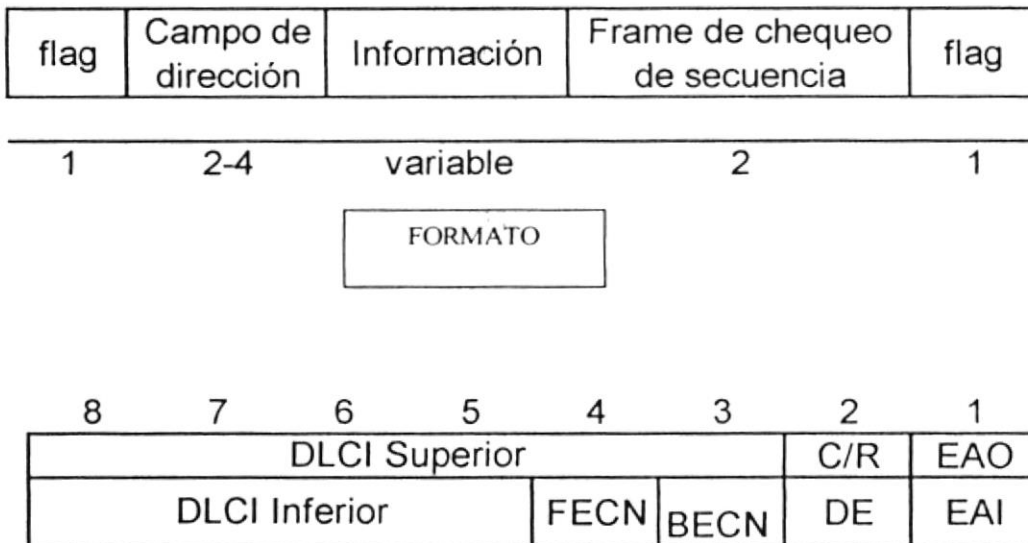 flag Campo de dirección Información Frame de chequeo de secuencia flag
1 2-4 variable 2 1
FORMATO
8 7 6 5 4 3 2 1
DLCI Superior C/R EAO
DLCI Inferior FECN BECN DE EAI